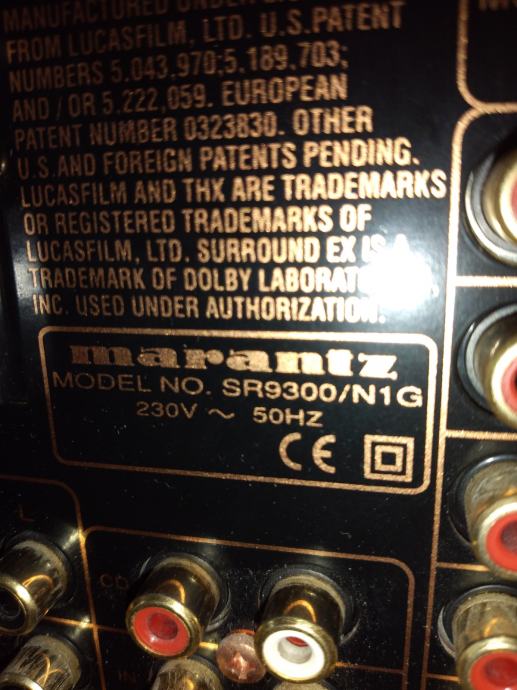 MANUFACTURED UNDER
FROM LUCASFILM, LTD. U.S.PATENT
NUMBERS 5.043.970;5.189.703;
AND / OR 5.222,059. EUROPEAN
PATENT NUMBER 0323830. OTHER
U.S.AND FOREIGN PATENTS PENDING.
LUCASFILM AND THX ARE TRADEMARKS
OR REGISTERED TRADEMARKS OF
LUCASFILM, LTD. SURROUND EX IS A
TRADEMARK OF DOLBY
INC. USED UNDER AUTHORIZATION.
marantz
MODEL NO. SR9300/N1G
230V ~ 50HZ
CE
L
CD
IN